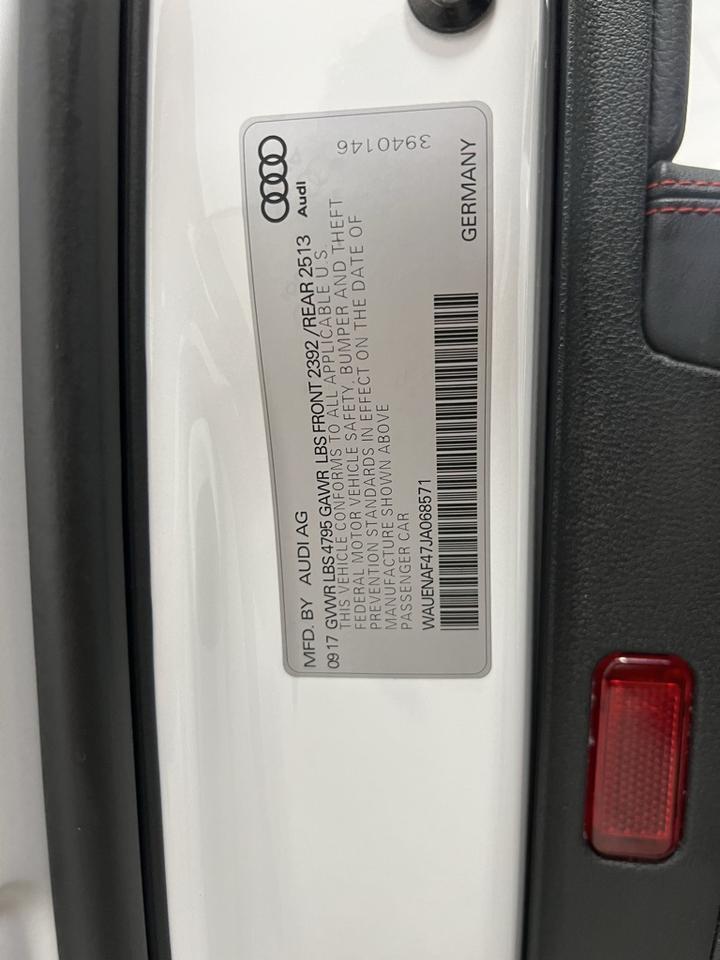 MFD. BY AUDI AG
Audi
09 17 GVWR LBS 4795 GAWR LBS FRONT 2392 /REAR 2513
THIS VEHICLE CONFORMS TO ALL APPLICABLE U.S.
FEDERAL MOTOR VEHICLE SAFETY, BUMPER AND THEFT
PREVENTION STANDARDS IN EFFECT ON THE DATE OF
MANUFACTURE SHOWN ABOVE
PASSENGER CAR
3940146
WAUENAF47JA068571
GERMANY